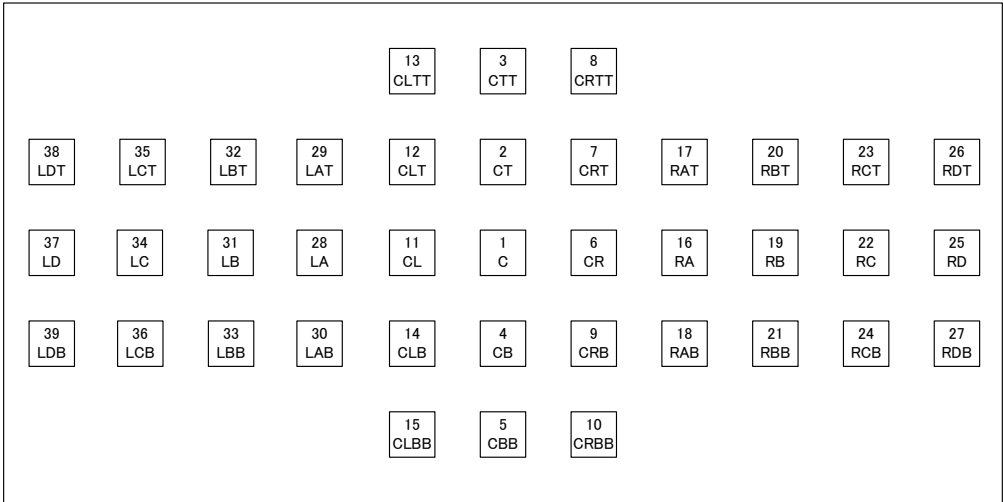 13 3 8
CLTT CTT CRTT
38 35 32 29 12 2 7 17 20 23 26
LDT LCT LBT LAT CLT CT CRT RAT RBT RCT RDT
37 34 31 28 11 1 6 16 19 22 25
LD LC LB LA CL C CR RA RB RC RD
39 36 33 30 14 4 9 18 21 24 27
LDB LCB LBB LAB CLB CB CRB RAB RBB RCB RDB
15 5 10
CLBB CBB CRBB